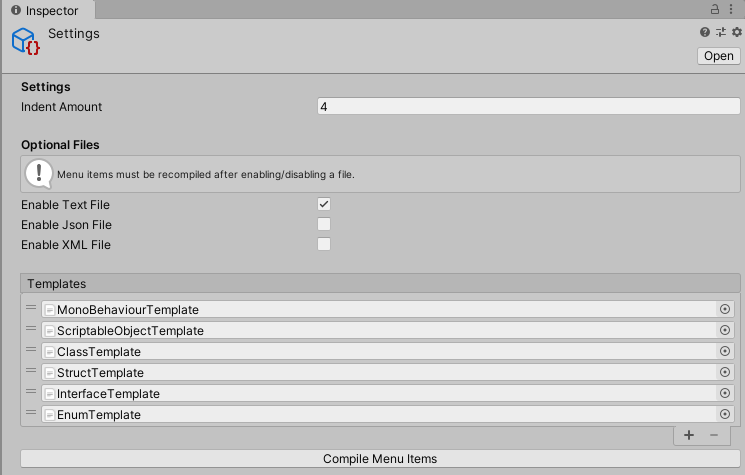 Inspector
Settings
Open
Settings
Indent Amount 4
Optional Files
Menu items must be recompiled after enabling/disabling a file.
Enable Text File
Enable Json File
Enable XML File
Templates
MonoBehaviourTemplate
ScriptableObjectTemplate
ClassTemplate
StructTemplate
InterfaceTemplate
EnumTemplate
Compile Menu Items